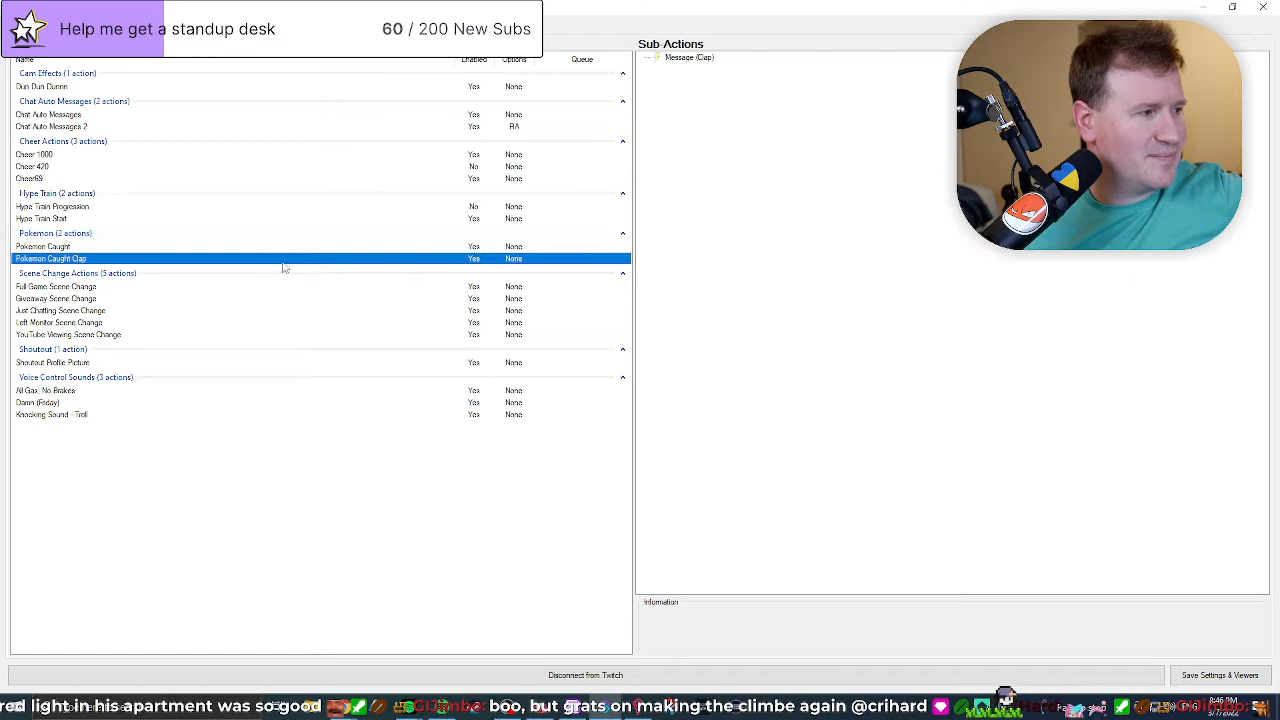 Help me get a standup desk 60 / 200 New Subs
Name Enabled Options Queue
Sub-Actions
Message (Clap)
Cam Effects (1 action)
Dun Dun Dunnn Yes None
Chat Auto Messages (2 actions)
Chat Auto Messages Yes None
Chat Auto Messages 2 Yes RA
Cheer Actions (3 actions)
Cheer 1000 Yes None
Cheer 420 No None
Cheer69 Yes None
Hype Train (2 actions)
Hype Train Progression No None
Hype Train Start Yes None
Pokemon (2 actions)
Pokemon Caught Yes None
Pokemon Caught Clap Yes None
Scene Change Actions (5 actions)
Full Game Scene Change Yes None
Giveaway Scene Change Yes None
Just Chatting Scene Change Yes None
Left Monitor Scene Change Yes None
YouTube Viewing Scene Change Yes None
Shoutout (1 action)
Shoutout Profile Picture Yes None
Voice Control Sounds (3 actions)
All Gas, No Brakes Yes None
Damn (Friday) Yes None
Knocking Sound - Troll Yes None
Information
Disconnect from Twitch Save Settings & Viewers
red light in his apartment was so good GIJimbo: boo, but grats on making the climbe again @crihard
8:46 PM
5/7/2022